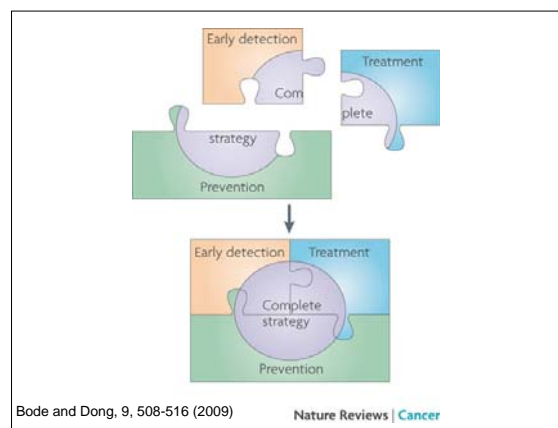 Early detection
Treatment
Com
plete
strategy
Prevention
Early detection
Treatment
Complete
strategy
Prevention
Bode and Dong, 9, 508-516 (2009)
Nature Reviews | Cancer